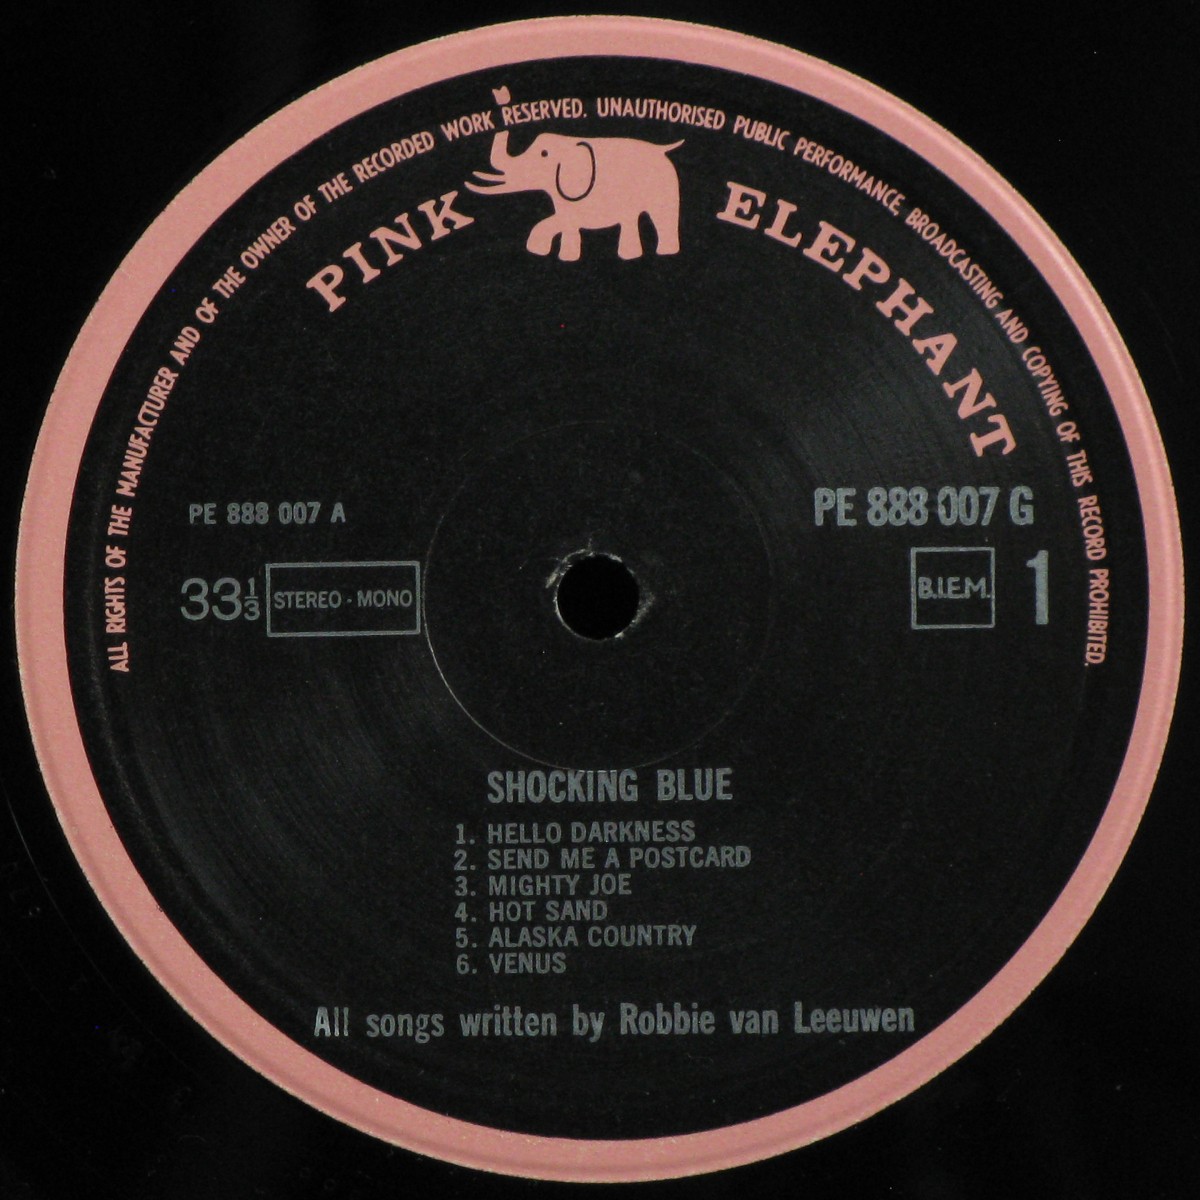 ALL RIGHTS OF THE MANUFACTURER AND OF THE OWNER OF THE RECORDED WORK RESERVED. UNAUTHORISED PUBLIC PERFORMANCE, BROADCASTING AND COPYING OF THIS RECORD PROHIBITED.
PINK ELEPHANT
PE 888 007 A
PE 888 007 G
33⅓ STEREO - MONO
B.I.E.M. 1
SHOCKING BLUE
1. HELLO DARKNESS
2. SEND ME A POSTCARD
3. MIGHTY JOE
4. HOT SAND
5. ALASKA COUNTRY
6. VENUS
All songs written by Robbie van Leeuwen